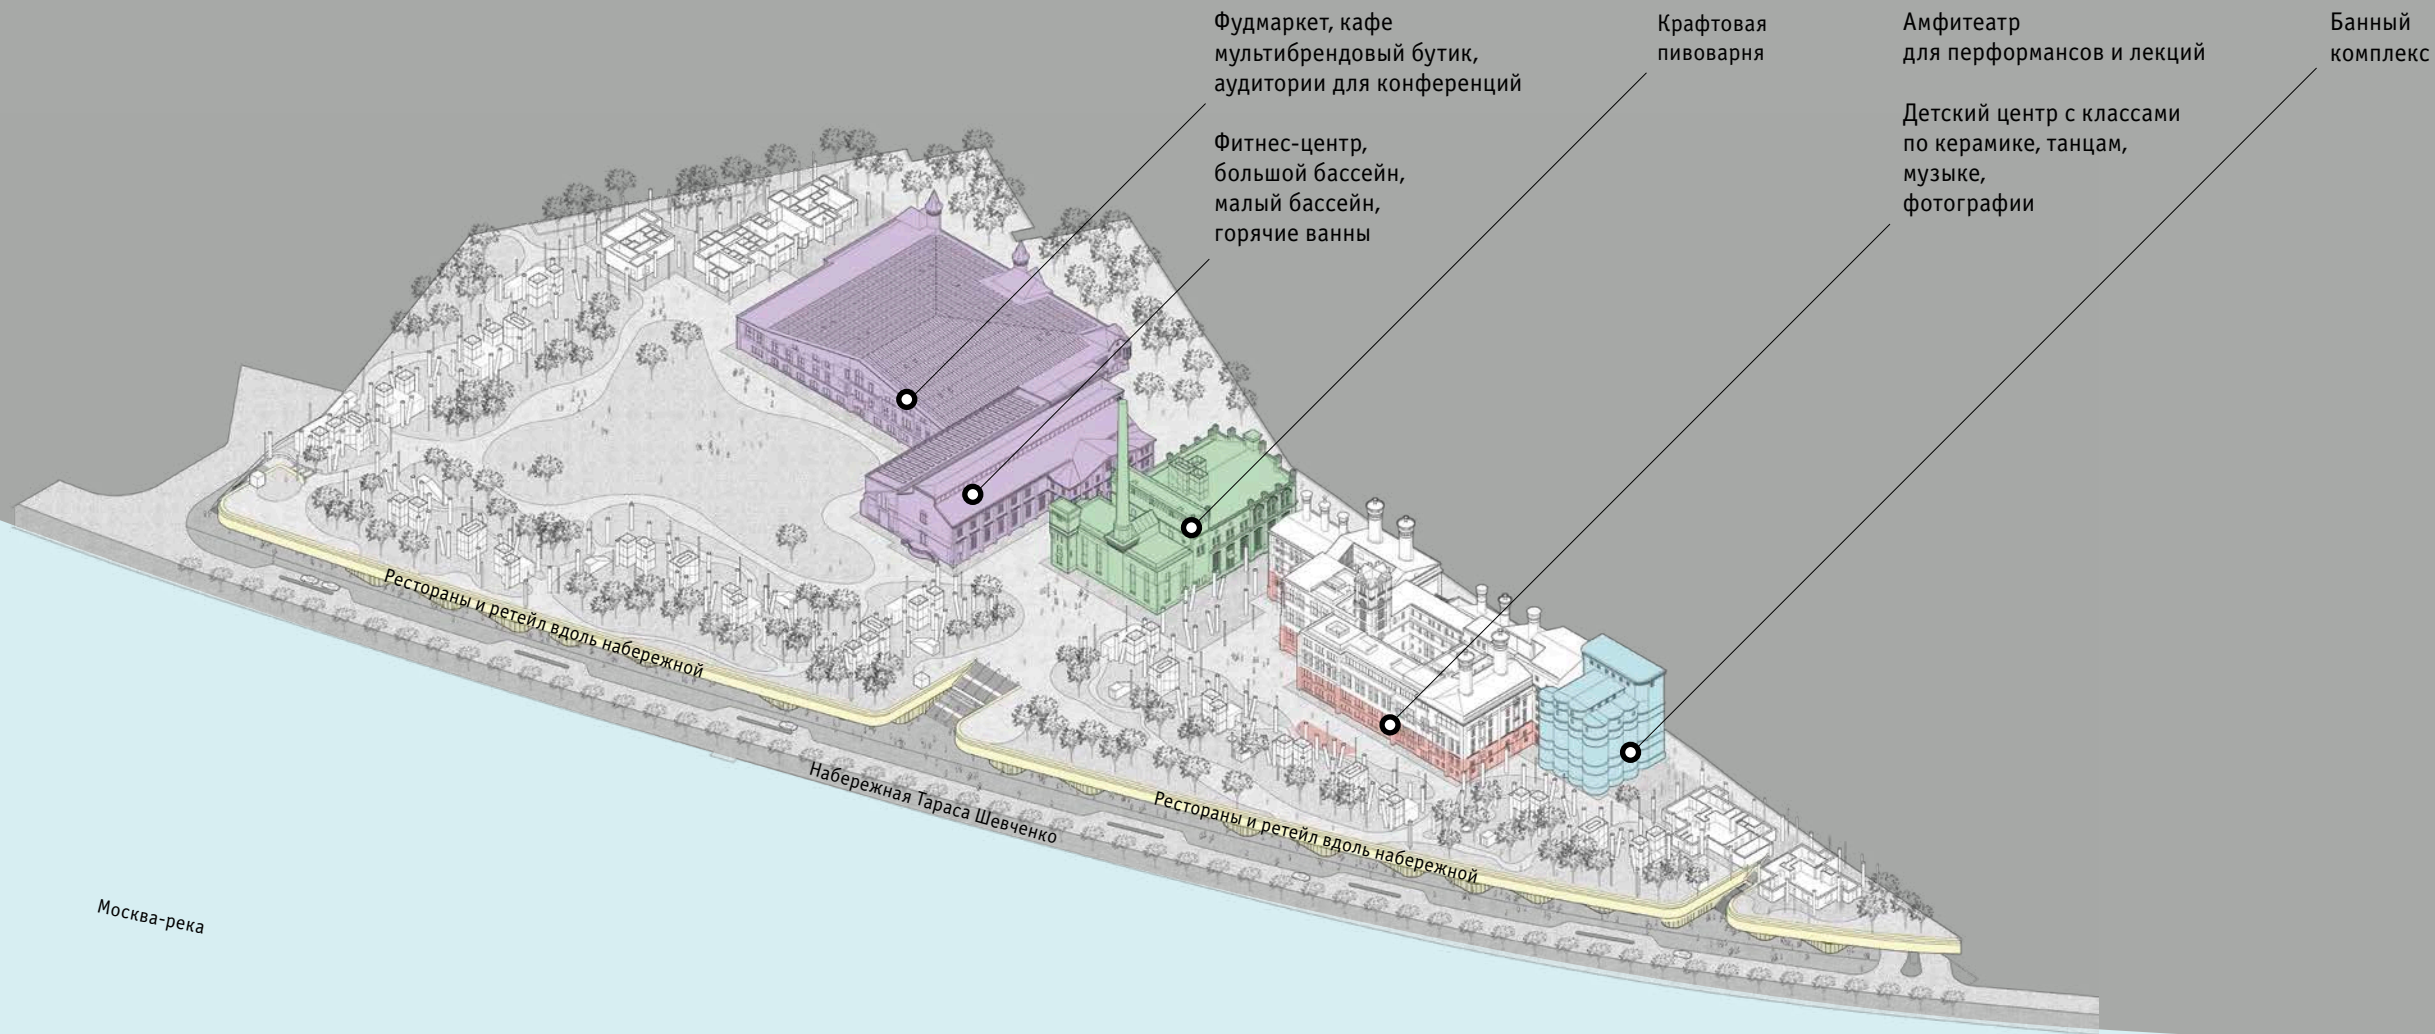 Фудмаркет, кафе
мультибрендовый бутик,
аудитории для конференций
Фитнес-центр,
большой бассейн,
малый бассейн,
горячие ванны
Крафтовая
пивоварня
Амфитеатр
для перформансов и лекций
Детский центр с классами
по керамике, танцам,
музыке,
фотографии
Банный
комплекс
Рестораны и ретейл вдоль набережной
Набережная Тараса Шевченко
Рестораны и ретейл вдоль набережной
Москва-река